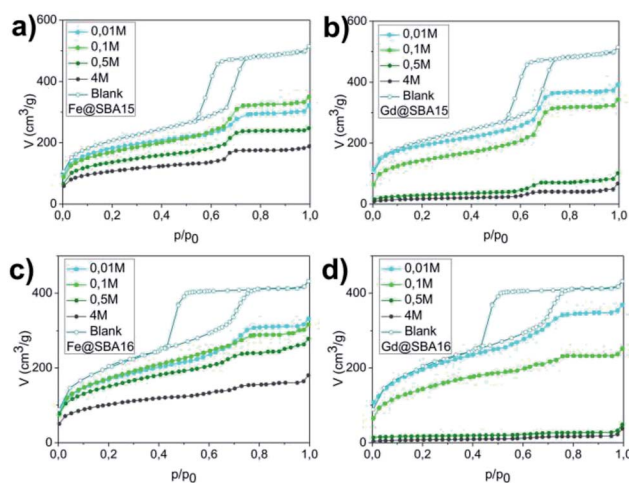 a)
600
400
200
0
V (cm³/g)
0,01M
0,1M
0,5M
4M
Blank
Fe@SBA15
0,0 0,2 0,4 0,6 0,8 1,0
p/p₀
b)
600
400
200
0
V (cm³/g)
0,01M
0,1M
0,5M
4M
Blank
Gd@SBA15
0,0 0,2 0,4 0,6 0,8 1,0
p/p₀
c)
400
200
0
V (cm³/g)
0,01M
0,1M
0,5M
4M
Blank
Fe@SBA16
0,0 0,2 0,4 0,6 0,8 1,0
p/p₀
d)
400
200
0
V (cm³/g)
0,01M
0,1M
0,5M
4M
Blank
Gd@SBA16
0,0 0,2 0,4 0,6 0,8 1,0
p/p₀